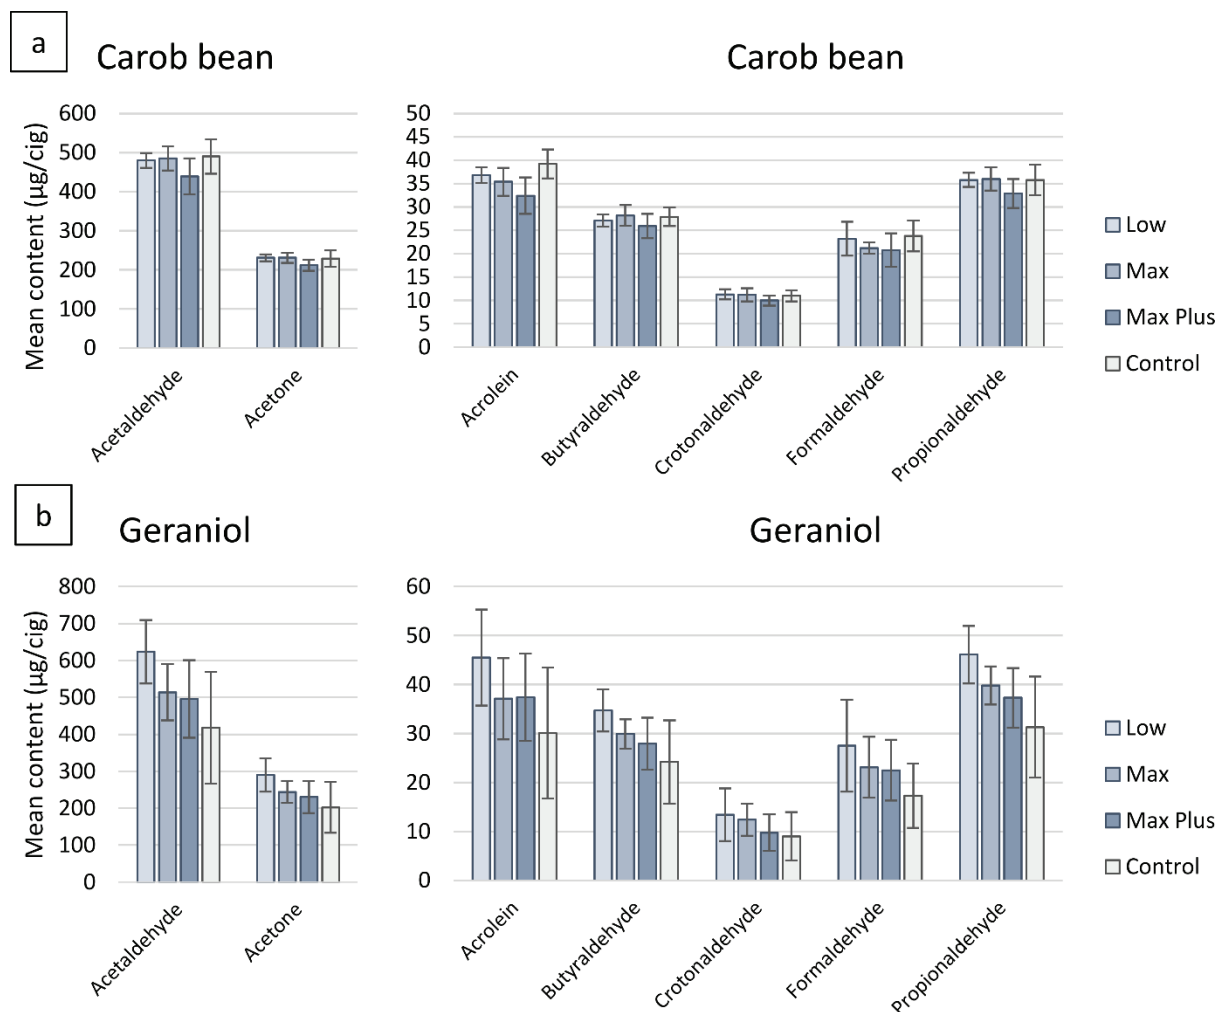 a
Carob bean
Carob bean
Mean content (µg/cig)
600
500
400
300
200
100
0
Acetaldehyde
Acetone
50
45
40
35
30
25
20
15
10
5
0
Acrolein
Butyraldehyde
Crotonaldehyde
Formaldehyde
Propionaldehyde
Low
Max
Max Plus
Control
b
Geraniol
Geraniol
Mean content (µg/cig)
800
700
600
500
400
300
200
100
0
Acetaldehyde
Acetone
60
50
40
30
20
10
0
Acrolein
Butyraldehyde
Crotonaldehyde
Formaldehyde
Propionaldehyde
Low
Max
Max Plus
Control